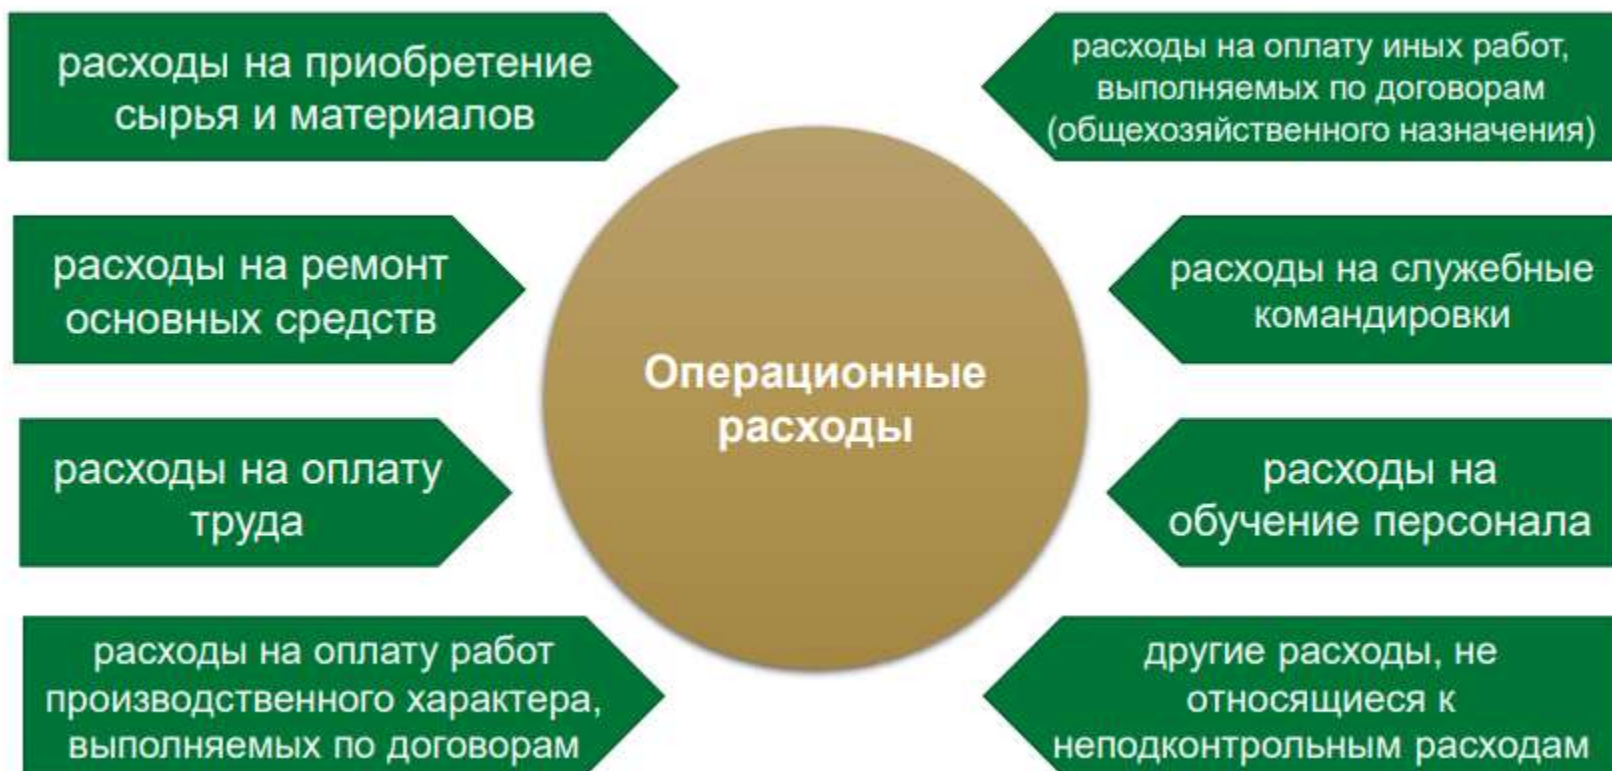 расходы на приобретение
сырья и материалов
расходы на ремонт
основных средств
расходы на оплату
труда
расходы на оплату работ
производственного характера,
выполняемых по договорам
Операционные
расходы
расходы на оплату иных работ,
выполняемых по договорам
(общехозяйственного назначения)
расходы на служебные
командировки
расходы на
обучение персонала
другие расходы, не
относящиеся к
неподконтрольным расходам